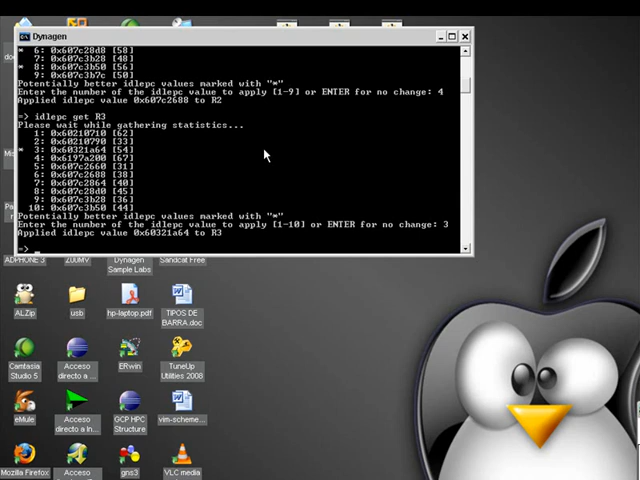 Dynagen
* 6: 0x607c28d8 [58]
7: 0x607c3b28 [48]
* 8: 0x607c3b50 [56]
9: 0x607c3b7c [50]
Potentially better idlepc values marked with "*"
Enter the number of the idlepc value to apply [1-9] or ENTER for no change: 4
Applied idlepc value 0x607c2688 to R2
=> idlepc get R3
Please wait while gathering statistics...
1: 0x60210710 [62]
2: 0x60210790 [33]
* 3: 0x60321a64 [54]
4: 0x6197a200 [67]
5: 0x607c2660 [31]
6: 0x607c2688 [38]
7: 0x607c2864 [40]
8: 0x607c28d0 [45]
9: 0x607c3b28 [36]
10: 0x607c3b50 [44]
Potentially better idlepc values marked with "*"
Enter the number of the idlepc value to apply [1-10] or ENTER for no change: 3
Applied idlepc value 0x60321a64 to R3
=> _
ADPHONE 3
ZOOMV
Dynagen
Sample Labs
Sandcat Free
ALZip
usb
hp-laptop.pdf
TIPOS DE
BARRA.doc
Camtasia
Studio 5
Acceso
directo a ...
ERwin
TuneUp
Utilities 2008
eMule
Acceso
directo a In...
GCP HPC
Structure
vim-scheme...
Mozilla Firefox
Acceso
gns3
VLC media